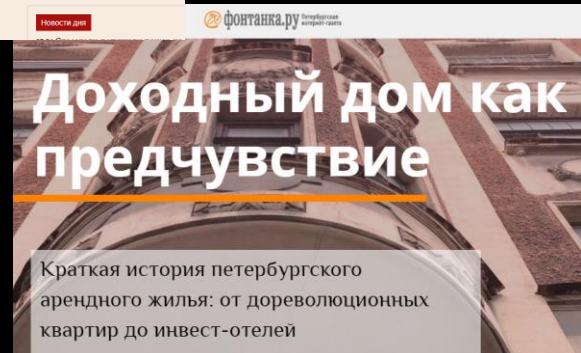 Новости дня
фонтанка.ру Петербургская интернет-газета
Доходный дом как
предчувствие
Краткая история петербургского
арендного жилья: от дореволюционных
квартир до инвест-отелей